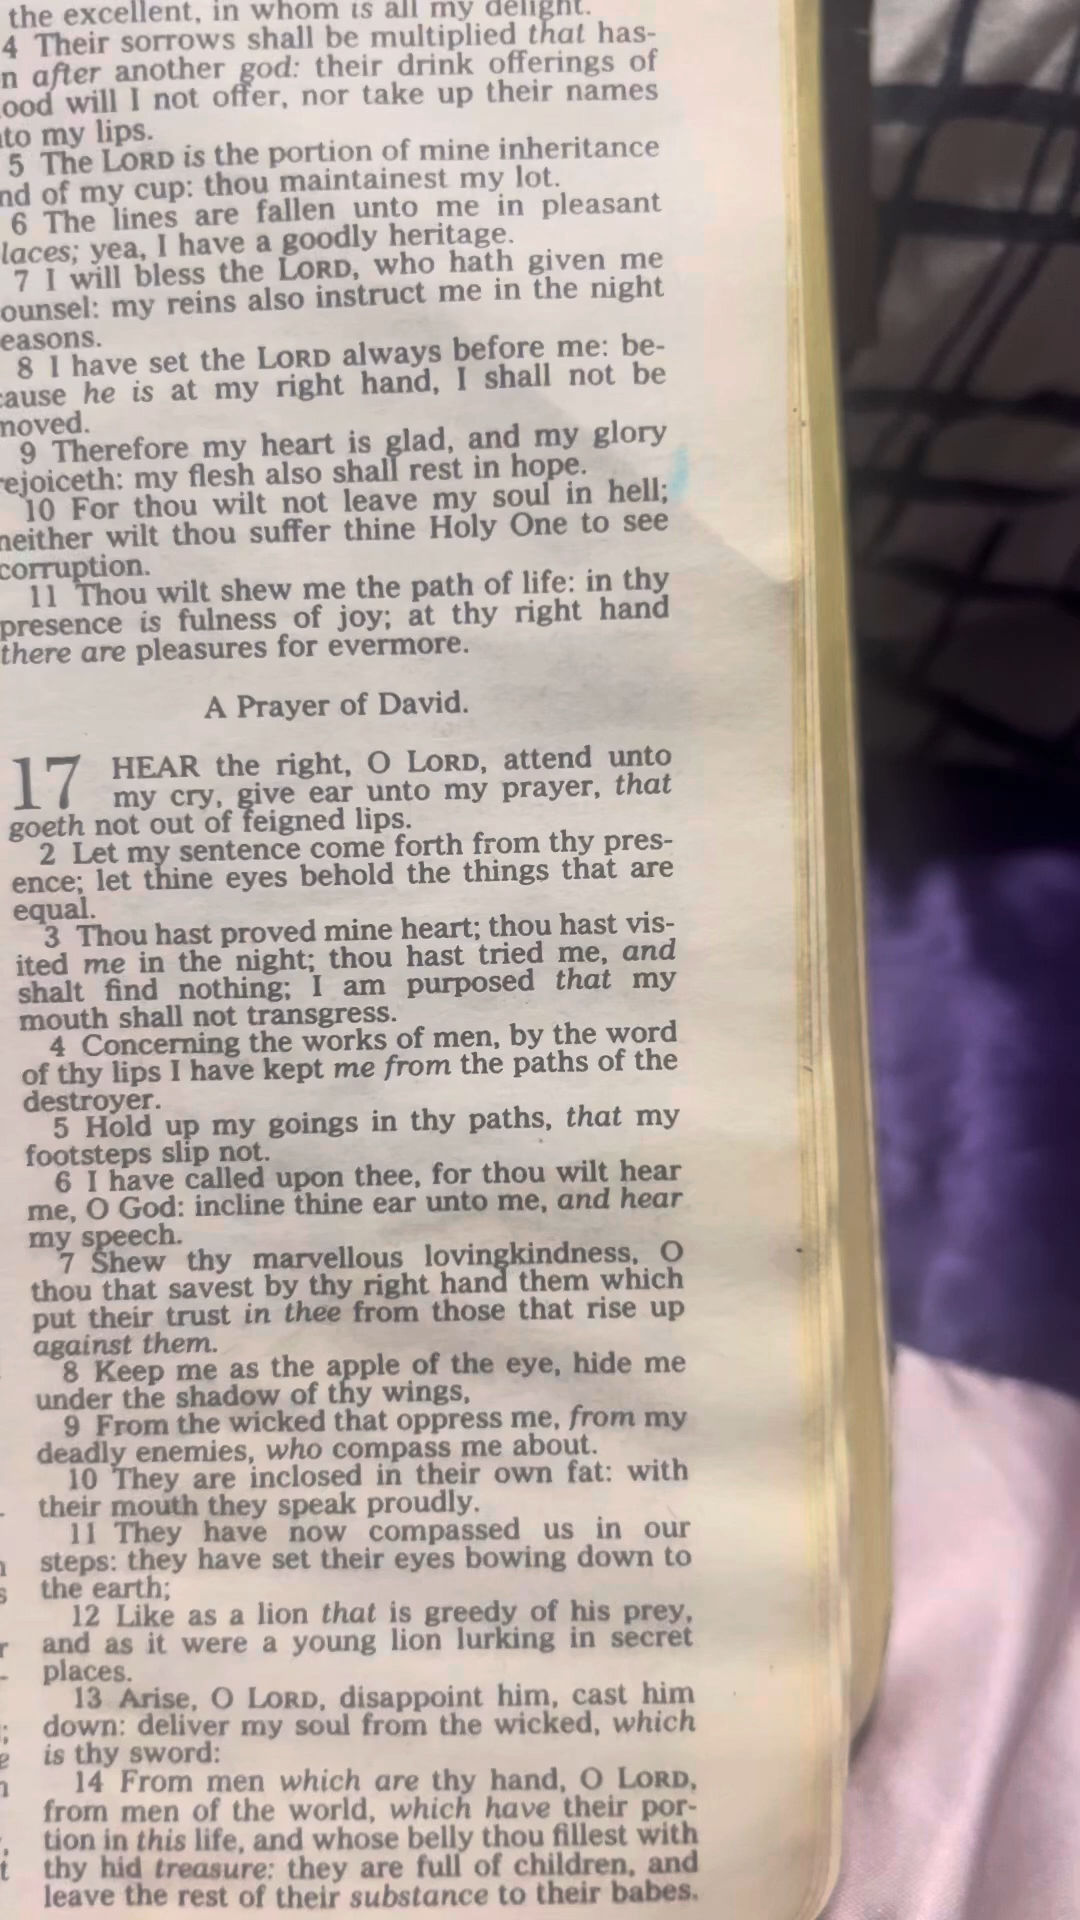 the excellent, in whom is all my delight.
4 Their sorrows shall be multiplied that has-
n after another god: their drink offerings of
ood will I not offer, nor take up their names
to my lips.
5 The LORD is the portion of mine inheritance
nd of my cup: thou maintainest my lot.
6 The lines are fallen unto me in pleasant
laces; yea, I have a goodly heritage.
7 I will bless the LORD, who hath given me
ounsel: my reins also instruct me in the night
easons.
8 I have set the LORD always before me: be-
cause he is at my right hand, I shall not be
moved.
9 Therefore my heart is glad, and my glory
rejoiceth: my flesh also shall rest in hope.
10 For thou wilt not leave my soul in hell;
neither wilt thou suffer thine Holy One to see
corruption.
11 Thou wilt shew me the path of life: in thy
presence is fulness of joy; at thy right hand
there are pleasures for evermore.
A Prayer of David.
17 HEAR the right, O LORD, attend unto
my cry, give ear unto my prayer, that
goeth not out of feigned lips.
2 Let my sentence come forth from thy pres-
ence; let thine eyes behold the things that are
equal.
3 Thou hast proved mine heart; thou hast vis-
ited me in the night; thou hast tried me, and
shalt find nothing; I am purposed that my
mouth shall not transgress.
4 Concerning the works of men, by the word
of thy lips I have kept me from the paths of the
destroyer.
5 Hold up my goings in thy paths, that my
footsteps slip not.
6 I have called upon thee, for thou wilt hear
me, O God: incline thine ear unto me, and hear
my speech.
7 Shew thy marvellous lovingkindness, O
thou that savest by thy right hand them which
put their trust in thee from those that rise up
against them.
8 Keep me as the apple of the eye, hide me
under the shadow of thy wings,
9 From the wicked that oppress me, from my
deadly enemies, who compass me about.
10 They are inclosed in their own fat: with
their mouth they speak proudly.
11 They have now compassed us in our
steps: they have set their eyes bowing down to
the earth;
12 Like as a lion that is greedy of his prey,
and as it were a young lion lurking in secret
places.
13 Arise, O LORD, disappoint him, cast him
down: deliver my soul from the wicked, which
is thy sword:
14 From men which are thy hand, O LORD,
from men of the world, which have their por-
tion in this life, and whose belly thou fillest with
thy hid treasure: they are full of children, and
leave the rest of their substance to their babes.